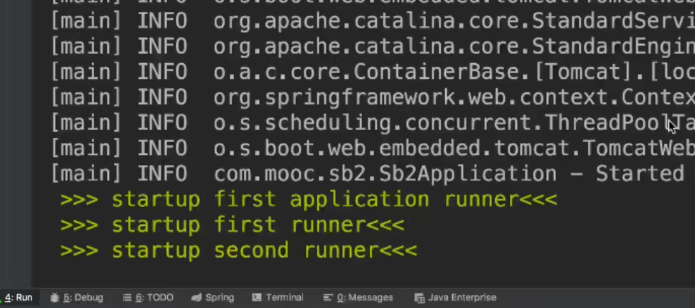 [main] INFO o.s.boot.web.embedded.tomcat.TomcatWeb
[main] INFO org.apache.catalina.core.StandardServi
[main] INFO org.apache.catalina.core.StandardEngin
[main] INFO o.a.c.core.ContainerBase.[Tomcat].[loc
[main] INFO org.springframework.web.context.Contex
[main] INFO o.s.scheduling.concurrent.ThreadPoolTa
[main] INFO o.s.boot.web.embedded.tomcat.TomcatWeb
[main] INFO com.mooc.sb2.Sb2Application - Started
>>> startup first application runner<<<
>>> startup first runner<<<
>>> startup second runner<<<
4: Run 5: Debug 6: TODO Spring Terminal 0: Messages Java Enterprise